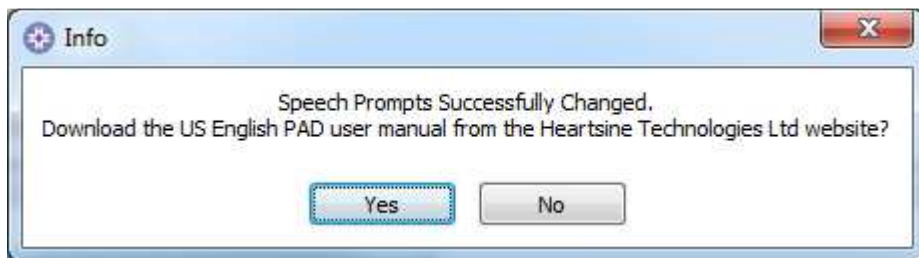 Info
Speech Prompts Successfully Changed.
Download the US English PAD user manual from the Heartsine Technologies Ltd website?
Yes No